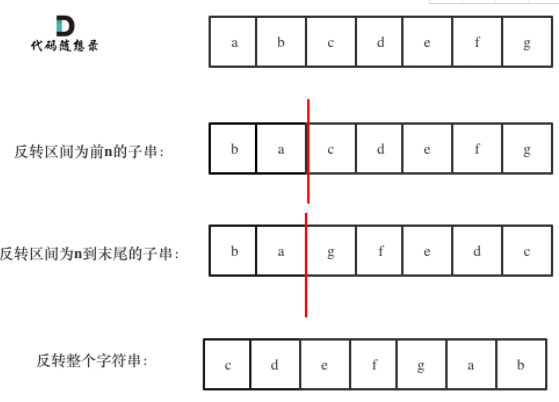 代码随想录
a b c d e f g
反转区间为前n的子串：
b a c d e f g
反转区间为n到末尾的子串：
b a g f e d c
反转整个字符串：
c d e f g a b